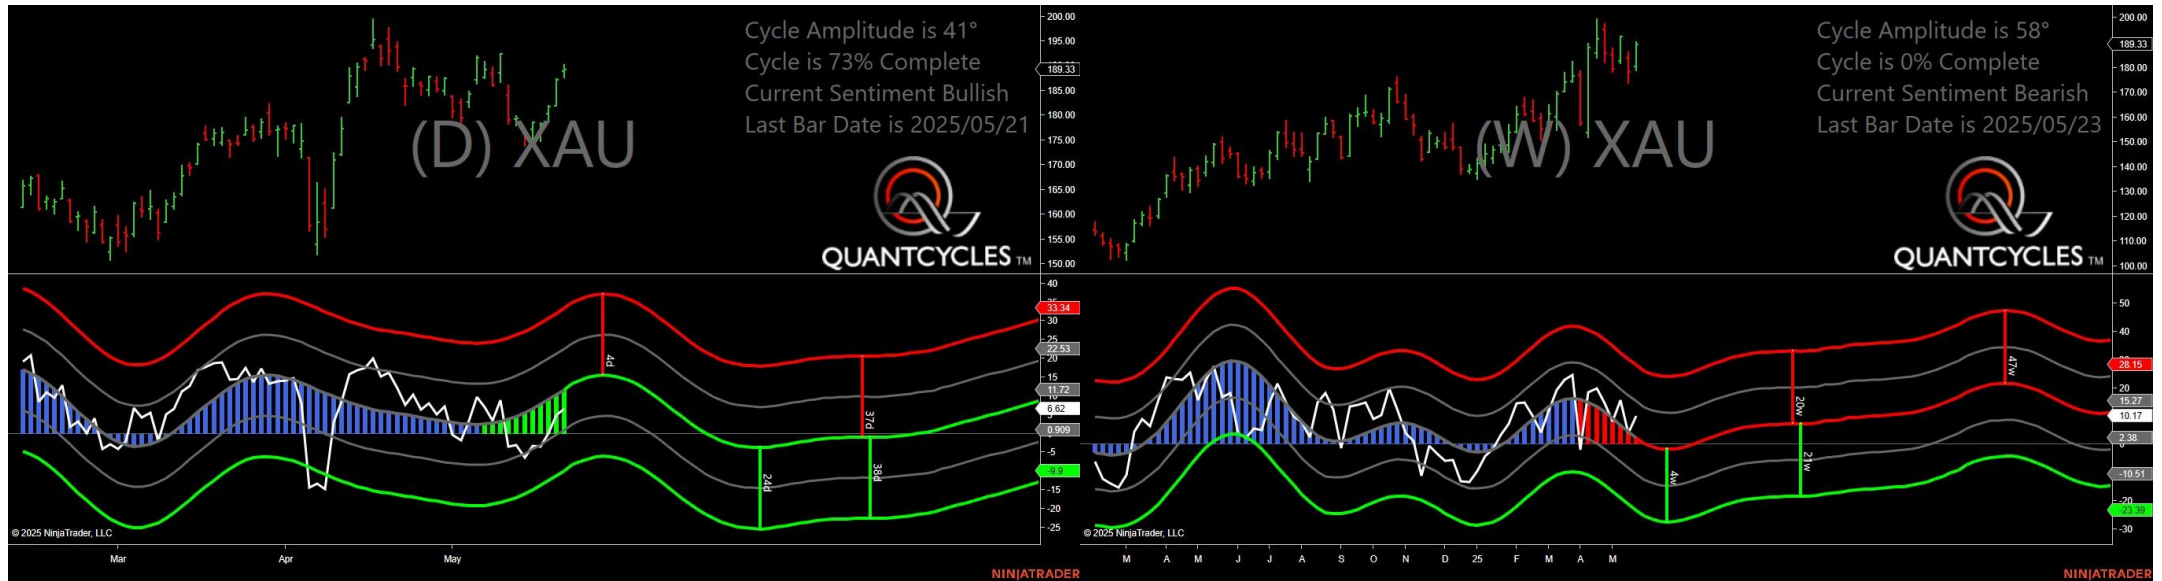 Cycle Amplitude is 41°
Cycle is 73% Complete
Current Sentiment Bullish
Last Bar Date is 2025/05/21
(D) XAU
QUANTCYCLES TM
200.00
195.00
189.33
185.00
180.00
175.00
170.00
165.00
160.00
155.00
150.00
40
33.34
30
22.53
20
15
11.72
6.62
0.909
-5
-9.9
-15
-20
-25
4d
24d
37d
38d
© 2025 NinjaTrader, LLC
Mar
Apr
May
NINJATRADER
Cycle Amplitude is 58°
Cycle is 0% Complete
Current Sentiment Bearish
Last Bar Date is 2025/05/23
(W) XAU
QUANTCYCLES TM
200.00
189.33
180.00
170.00
160.00
150.00
140.00
130.00
120.00
110.00
100.00
50
40
28.15
20
15.27
10.17
2.38
-10.51
-20
-23.39
-30
4w
20w
21w
47w
© 2025 NinjaTrader, LLC
M A M J J A S O N D 25 F M A M
NINJATRADER